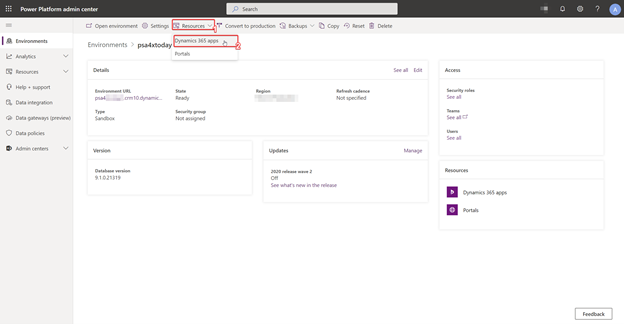 Power Platform admin center
Search
A
Open environment
Settings
Resources
Convert to production
Backups
Copy
Reset
Delete
1
Dynamics 365 apps
2
Portals
Environments
Analytics
Resources
Help + support
Data integration
Data gateways (preview)
Data policies
Admin centers
Environments > psa4xtoday
Details
See all Edit
Environment URL
psa4
.crm10.dynamic...
State
Ready
Region
Refresh cadence
Not specified
Type
Sandbox
Security group
Not assigned
Access
Security roles
See all
Teams
See all
Users
See all
Version
Database version
9.1.0.21319
Updates
Manage
2020 release wave 2
Off
See what's new in the release
Resources
Dynamics 365 apps
Portals
Feedback